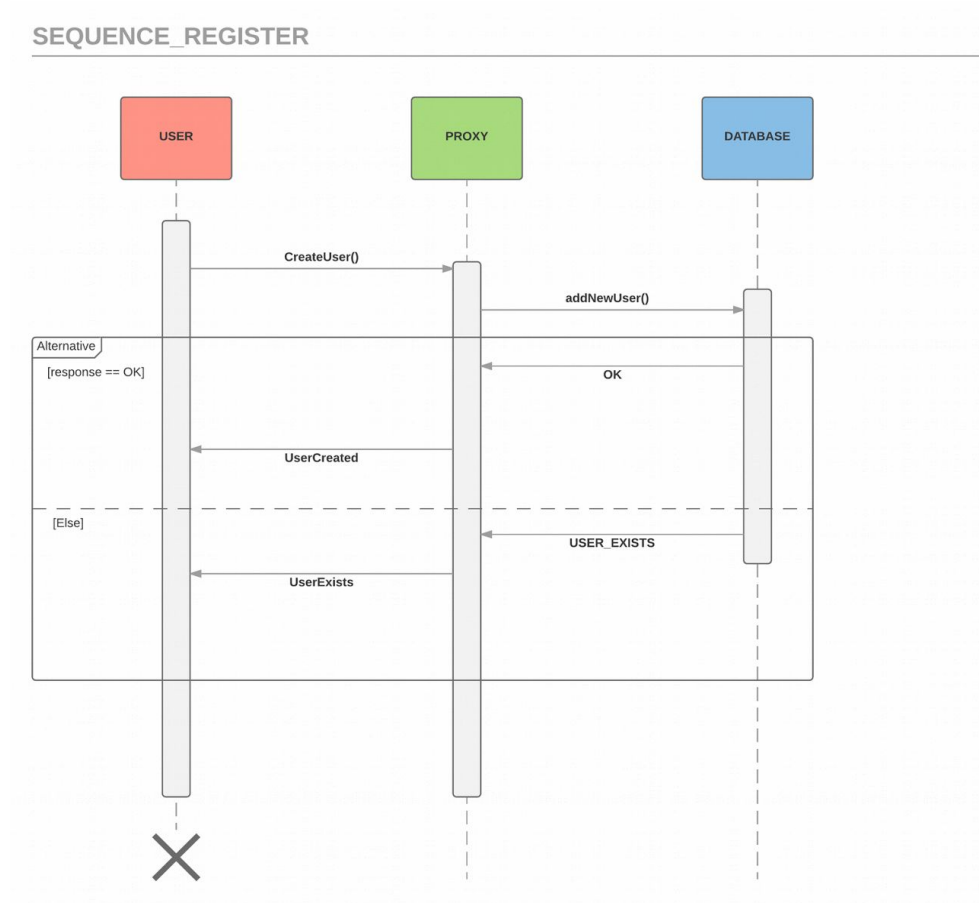 SEQUENCE_REGISTER
USER
PROXY
DATABASE
CreateUser()
addNewUser()
Alternative
[response == OK]
OK
UserCreated
[Else]
USER_EXISTS
UserExists